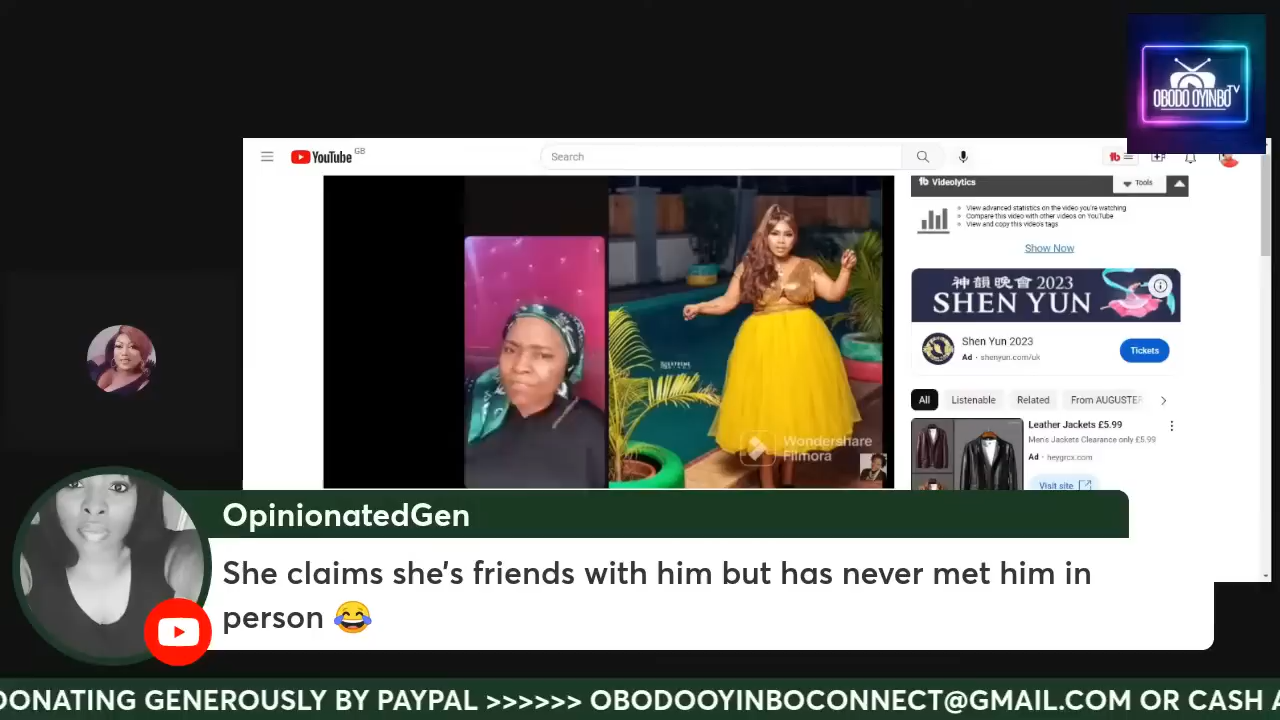 OBODO OYINBO TV
YouTube GB
Search
Videolytics
Tools
View advanced statistics on the video you're watching
Compare this video with other videos on YouTube
View and copy this video's tags
Show Now
神韻晚會 2023
SHEN YUN
Shen Yun 2023
Ad · shenyun.com/uk
Tickets
All
Listenable
Related
From AUGUSTER
Leather Jackets £5.99
Men's Jackets Clearance only £5.99
Ad · heygrcx.com
Visit site
Wondershare
Filmora
OpinionatedGen
She claims she's friends with him but has never met him in
person 😂
DONATING GENEROUSLY BY PAYPAL >>>>>> OBODOOYINBOCONNECT@GMAIL.COM OR CASH A